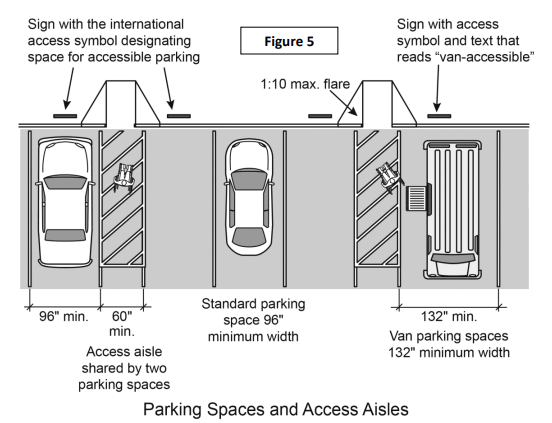 Sign with the international
access symbol designating
space for accessible parking
Figure 5
Sign with access
symbol and text that
reads “van-accessible”
1:10 max. flare
96" min.
60"
min.
Access aisle
shared by two
parking spaces
Standard parking
space 96"
minimum width
132" min.
Van parking spaces
132" minimum width
Parking Spaces and Access Aisles